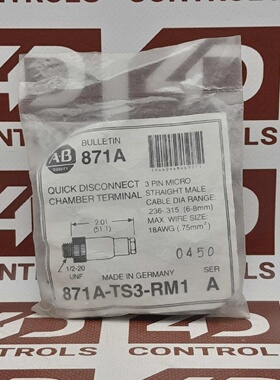 BULLETIN
AB
QUALITY
871A
QUICK DISCONNECT
CHAMBER TERMINAL
3 PIN MICRO
STRAIGHT MALE
CABLE DIA RANGE
.236-.315 (6-8mm)
MAX. WIRE SIZE:
18AWG (.75mm²)
2.01
(51.1)
0450
1/2-20
UNF
MADE IN GERMANY
SER
871A-TS3-RM1
A